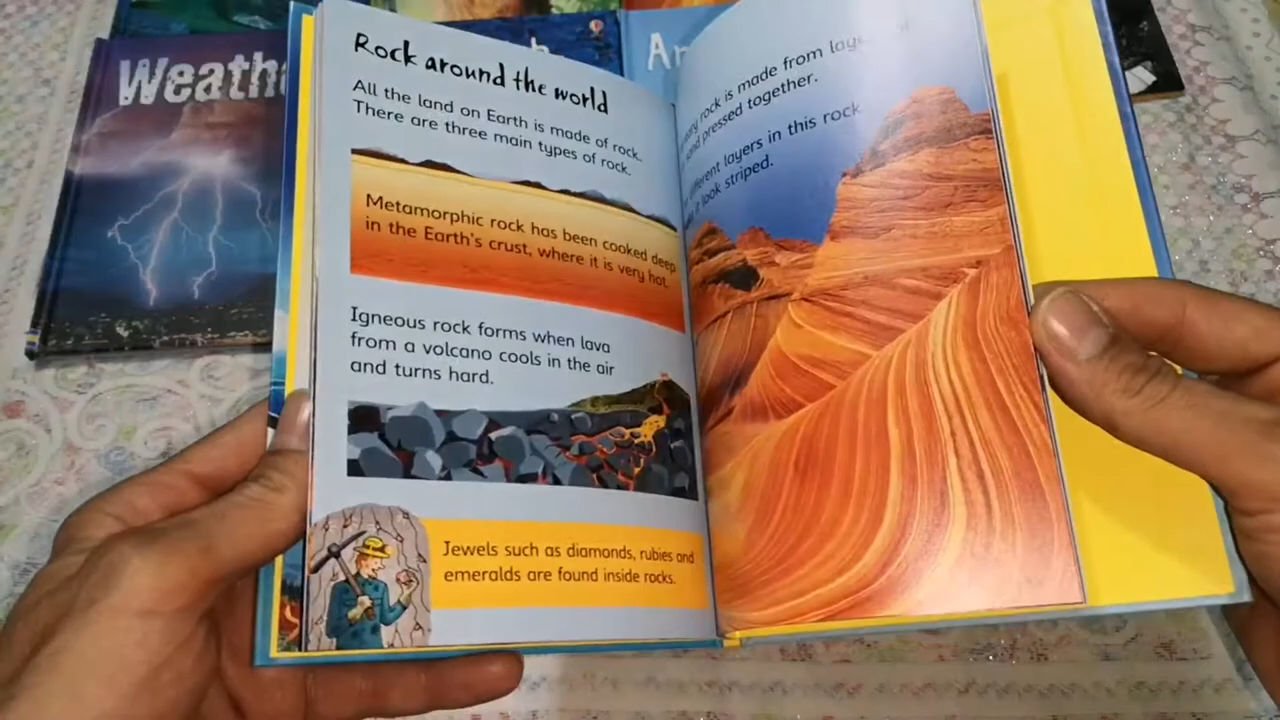 Weath
An
Rock around the world
All the land on Earth is made of rock.
There are three main types of rock.
Metamorphic rock has been cooked deep
in the Earth's crust, where it is very hot.
Igneous rock forms when lava
from a volcano cools in the air
and turns hard.
Jewels such as diamonds, rubies and
emeralds are found inside rocks.
rock is made from
and pressed together.
layers in this rock
it look striped.